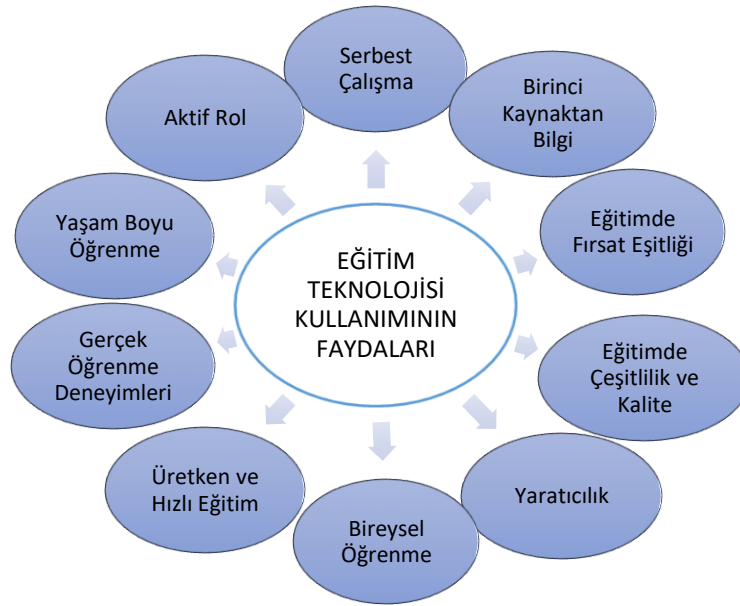 Serbest
Çalışma
Birinci
Kaynaktan
Bilgi
Eğitimde
Fırsat Eşitliği
Eğitimde
Çeşitlilik ve
Kalite
Yaratıcılık
Bireysel
Öğrenme
Üretken ve
Hızlı Eğitim
Gerçek
Öğrenme
Deneyimleri
Yaşam Boyu
Öğrenme
Aktif Rol
EĞİTİM
TEKNOLOJİSİ
KULLANIMININ
FAYDALARI